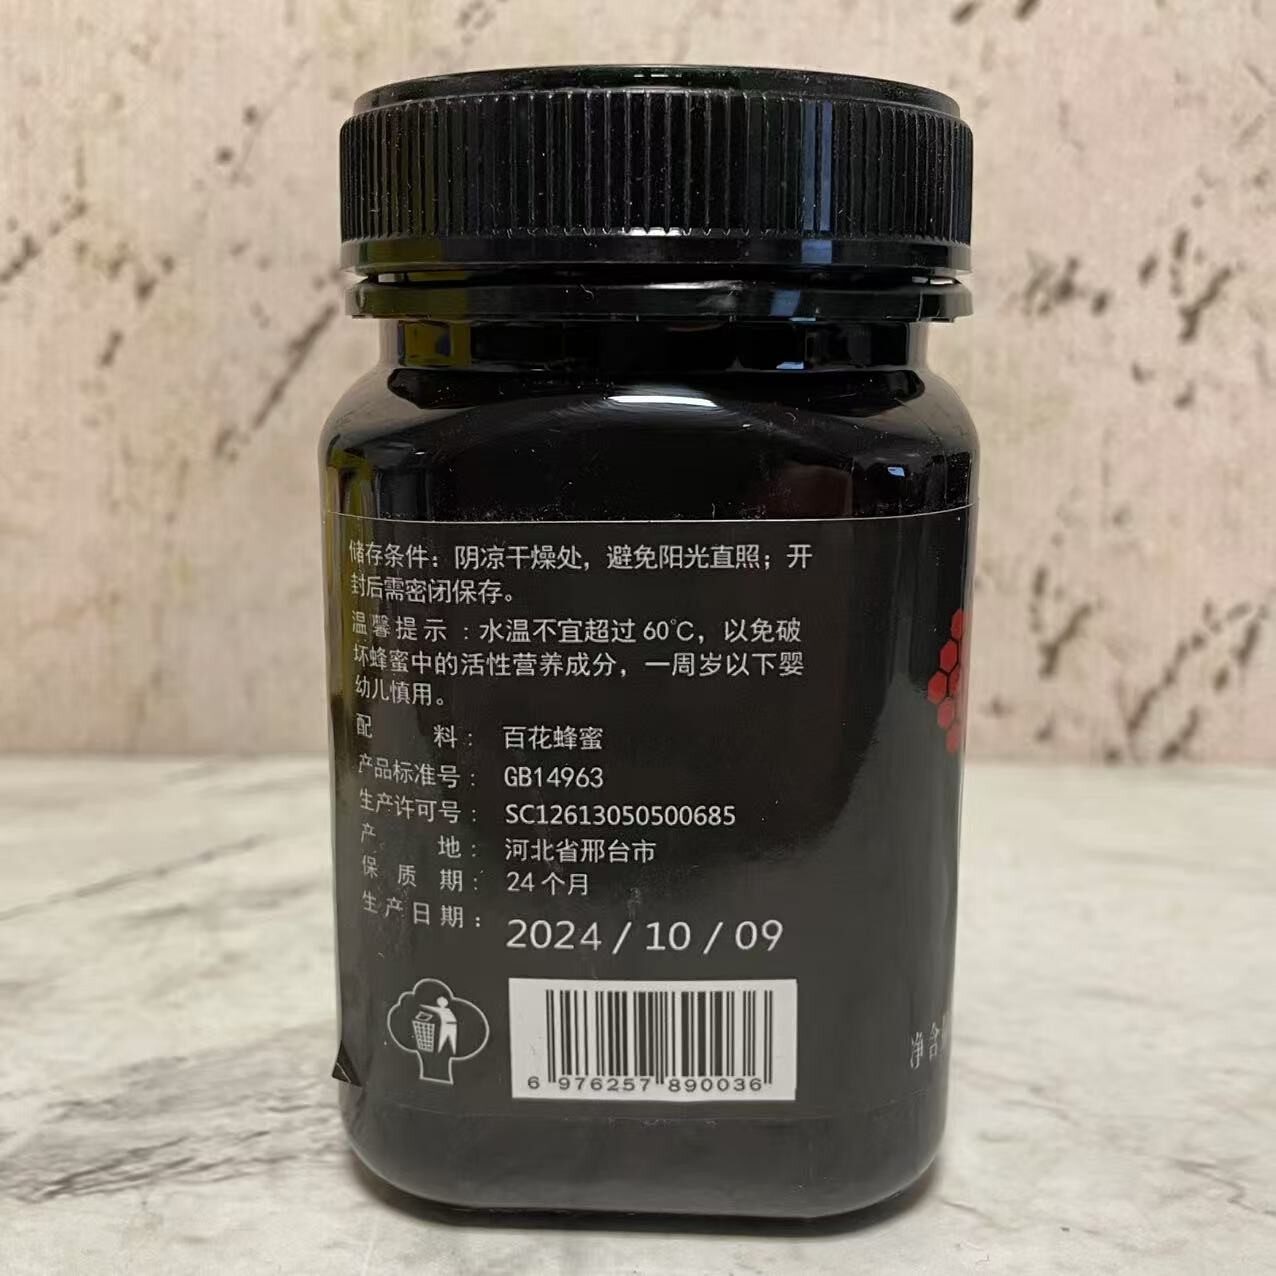 储存条件：阴凉干燥处，避免阳光直照；开
封后需密闭保存。
温馨提示：水温不宜超过60℃，以免破
坏蜂蜜中的活性营养成分，一周岁以下婴
幼儿慎用。
配料：百花蜂蜜
产品标准号：GB14963
生产许可号：SC12613050500685
产地：河北省邢台市
保质期：24个月
生产日期：2024/10/09
6 976257 890036
净含